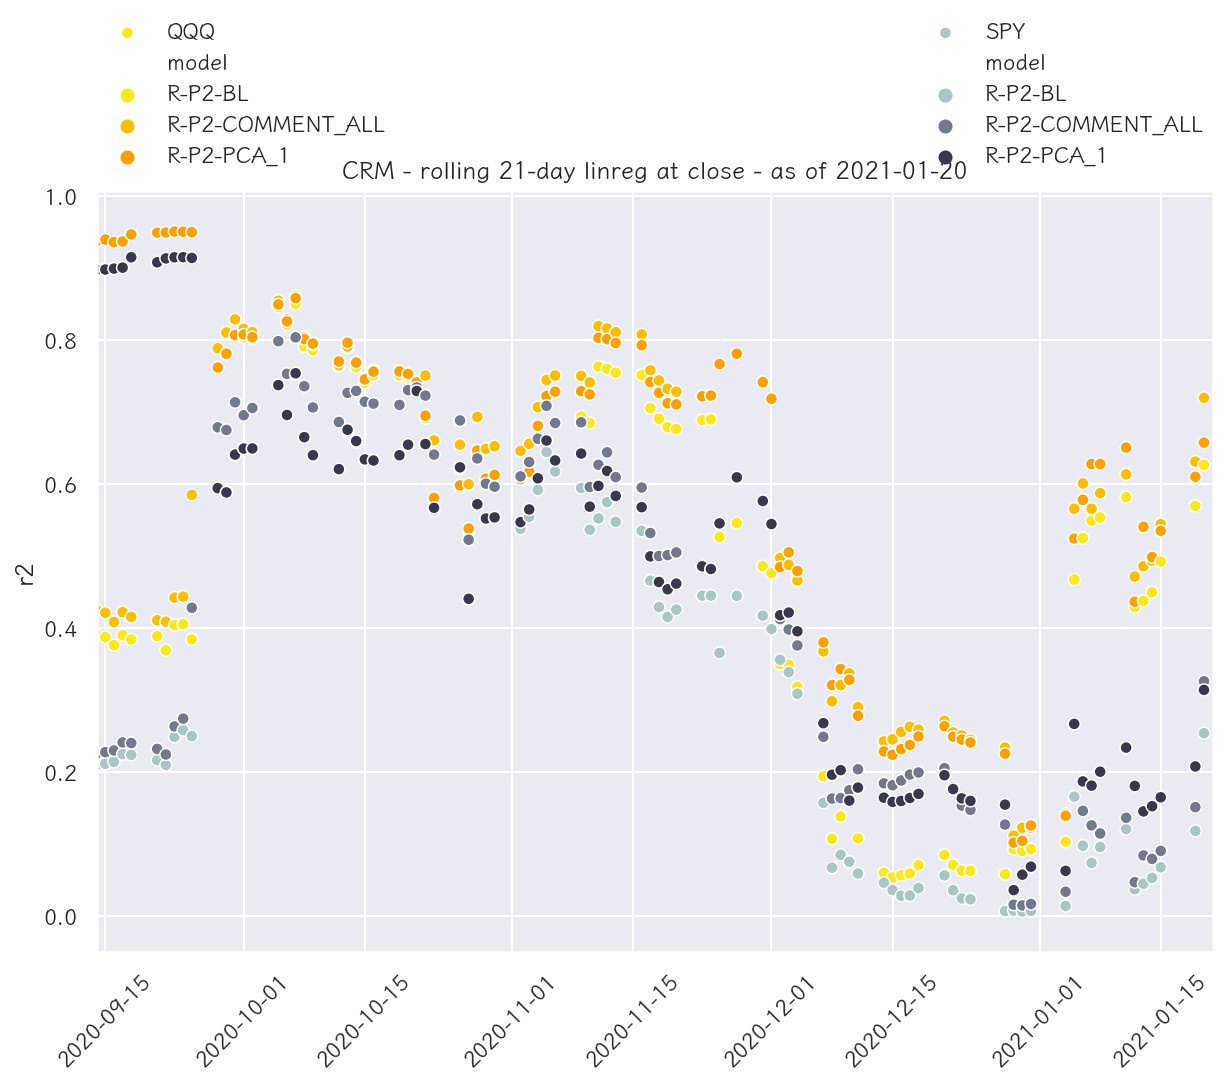 QQQ
model
R-P2-BL
R-P2-COMMENT_ALL
R-P2-PCA_1
SPY
model
R-P2-BL
R-P2-COMMENT_ALL
R-P2-PCA_1
CRM - rolling 21-day linreg at close - as of 2021-01-20
1.0
0.8
0.6
0.4
0.2
0.0
r2
2020-09-15
2020-10-01
2020-10-15
2020-11-01
2020-11-15
2020-12-01
2020-12-15
2021-01-01
2021-01-15